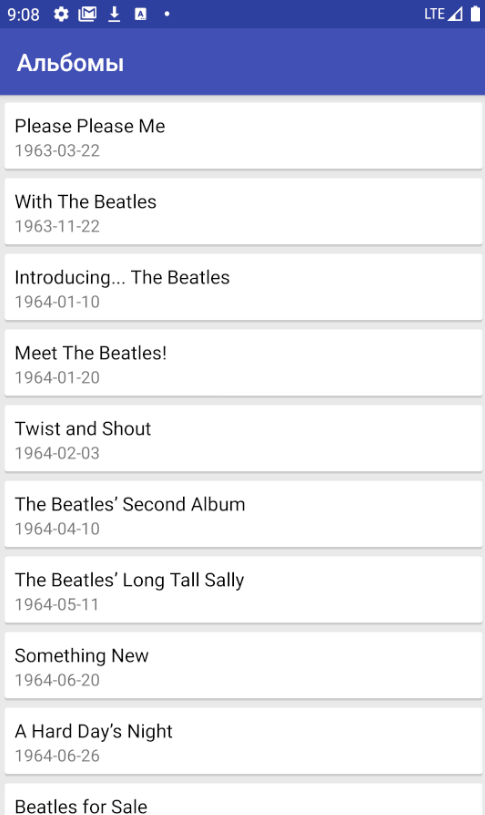 9:08 LTE
Альбомы
Please Please Me
1963-03-22
With The Beatles
1963-11-22
Introducing... The Beatles
1964-01-10
Meet The Beatles!
1964-01-20
Twist and Shout
1964-02-03
The Beatles’ Second Album
1964-04-10
The Beatles’ Long Tall Sally
1964-05-11
Something New
1964-06-20
A Hard Day’s Night
1964-06-26
Beatles for Sale